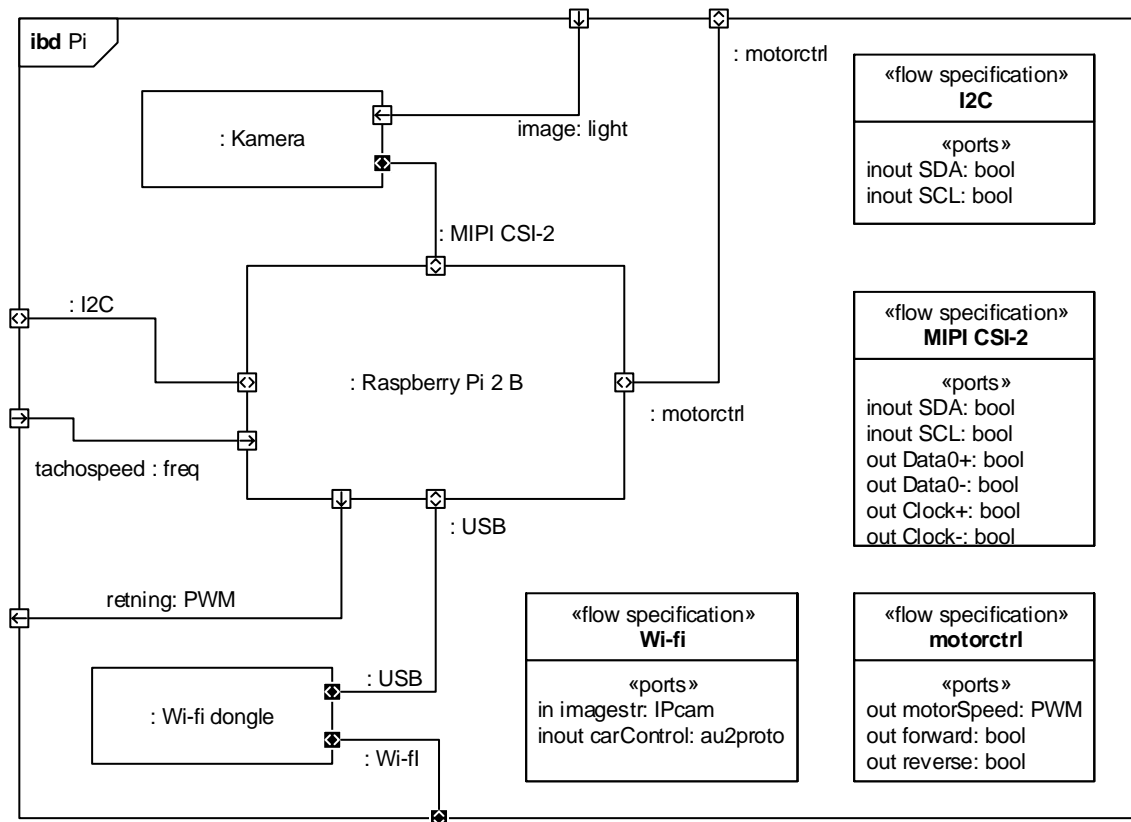 ibd Pi
: motorctrl
: Kamera
image: light
: MIPI CSI-2
: I2C
: Raspberry Pi 2 B
: motorctrl
tachospeed : freq
: USB
retning: PWM
: USB
: Wi-fi dongle
: Wi-fI
«flow specification»
I2C
«ports»
inout SDA: bool
inout SCL: bool
«flow specification»
MIPI CSI-2
«ports»
inout SDA: bool
inout SCL: bool
out Data0+: bool
out Data0-: bool
out Clock+: bool
out Clock-: bool
«flow specification»
Wi-fi
«ports»
in imagestr: IPcam
inout carControl: au2proto
«flow specification»
motorctrl
«ports»
out motorSpeed: PWM
out forward: bool
out reverse: bool